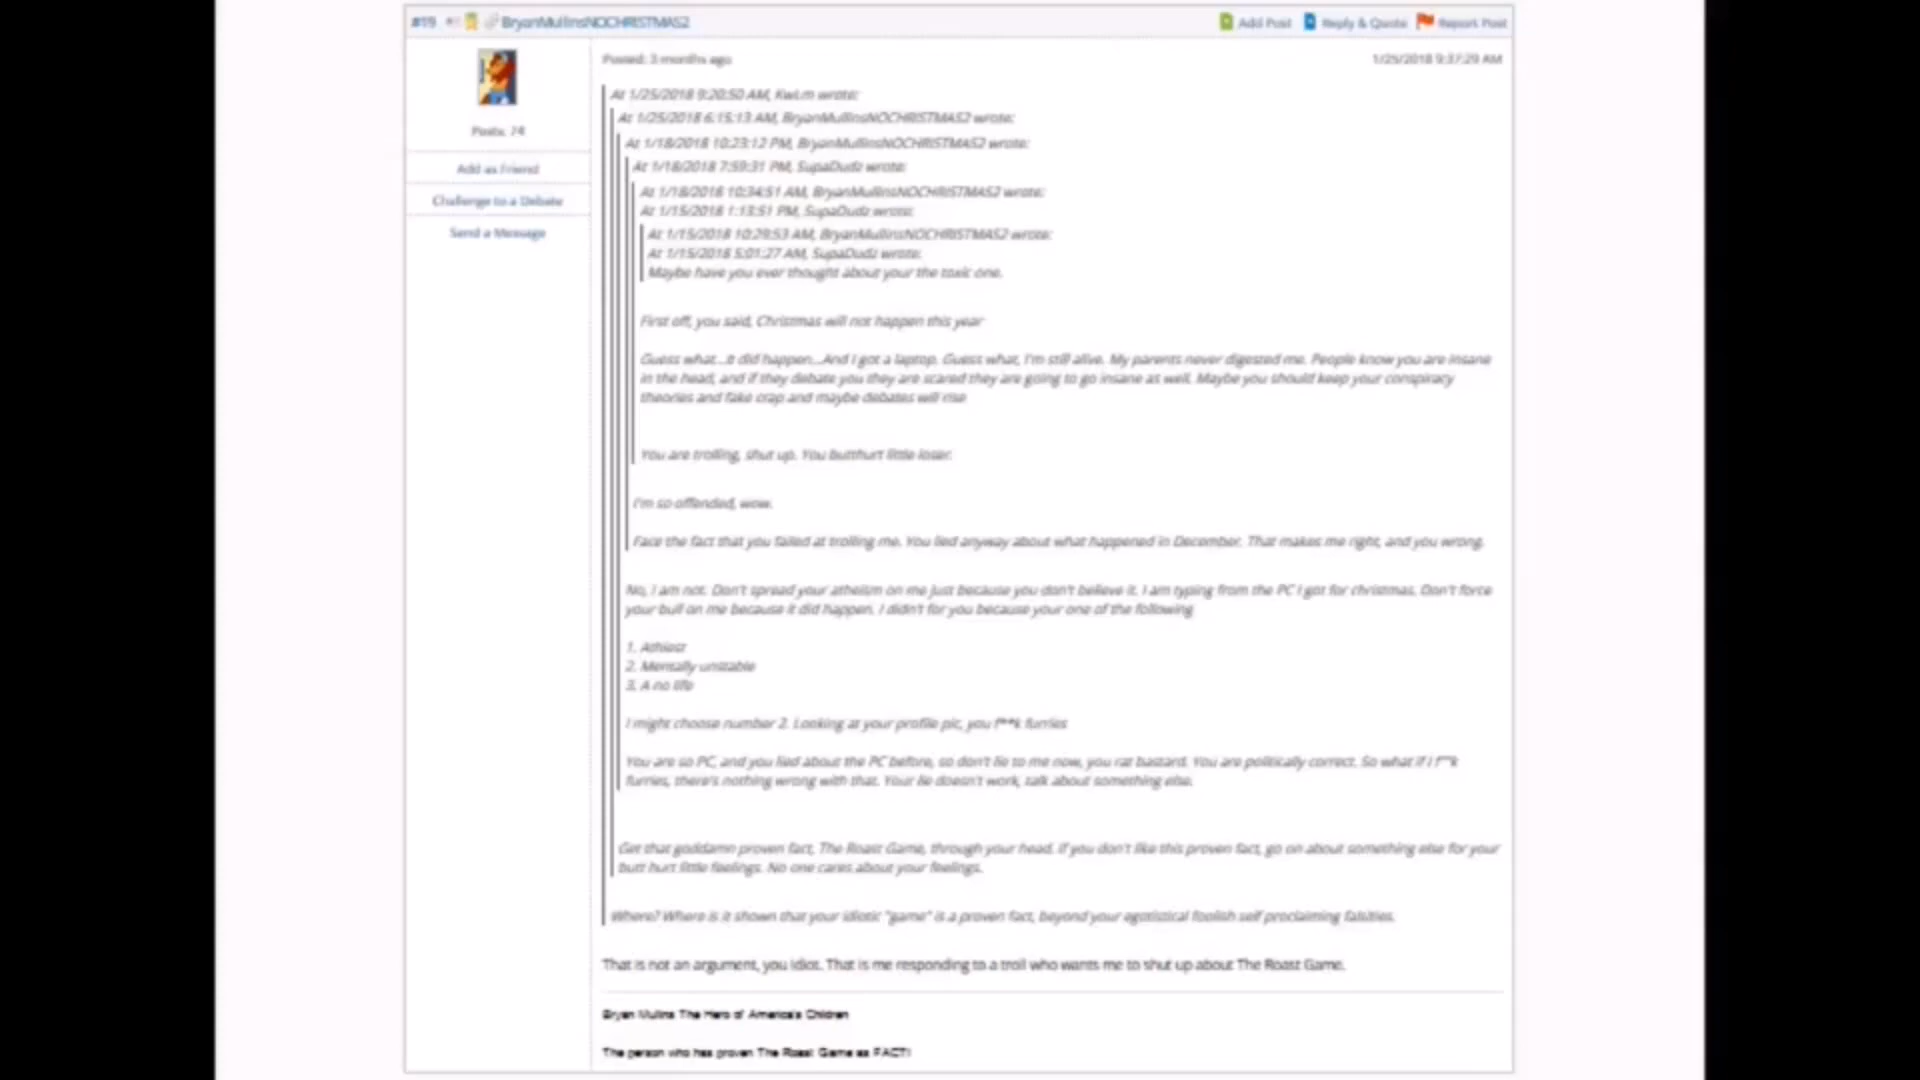 #19 BryanMullinsNOCHRISTMAS2 Add Post Reply & Quote Report Post
Posted: 3 months ago 1/25/2018 9:37:29 AM
Posts: 74
Add as Friend
Challenge to a Debate
Send a Message
At 1/25/2018 9:20:50 AM, KwLm wrote:
At 1/25/2018 6:15:13 AM, BryanMullinsNOCHRISTMAS2 wrote:
At 1/18/2018 10:23:12 PM, BryanMullinsNOCHRISTMAS2 wrote:
At 1/18/2018 7:59:31 PM, SupaDudz wrote:
At 1/18/2018 10:34:51 AM, BryanMullinsNOCHRISTMAS2 wrote:
At 1/15/2018 1:13:51 PM, SupaDudz wrote:
At 1/15/2018 10:29:53 AM, BryanMullinsNOCHRISTMAS2 wrote:
At 1/15/2018 5:01:27 AM, SupaDudz wrote:
Maybe have you ever thought about your the toxic one.
First off, you said, Christmas will not happen this year
Guess what...it did happen...And I got a laptop. Guess what, I'm still alive. My parents never digested me. People know you are insane
in the head, and if they debate you they are scared they are going to go insane as well. Maybe you should keep your conspiracy
theories and fake crap and maybe debates will rise
You are trolling, shut up. You butthurt little loser.
I'm so offended, wow.
Face the fact that you failed at trolling me. You lied anyway about what happened in December. That makes me right, and you wrong.
No, I am not. Don't spread your atheism on me just because you don't believe it. I am typing from the PC I got for christmas. Don't force
your bull on me because it did happen. I didn't for you because your one of the following
1. Athiest
2. Mentally unstable
3. A no life
I might choose number 2. Looking at your profile pic, you f**k furries
You are so PC, and you lied about the PC before, so don't lie to me now, you rat bastard. You are politically correct. So what if I f**k
furries, there's nothing wrong with that. Your lie doesn't work, talk about something else.
Get that goddamn proven fact, The Roast Game, through your head. If you don't like this proven fact, go on about something else for your
butt hurt little feelings. No one cares about your feelings.
Where? Where is it shown that your idiotic "game" is a proven fact, beyond your egotistical foolish self proclaiming falsities.
That is not an argument, you idiot. That is me responding to a troll who wants me to shut up about The Roast Game.
Bryan Mullins The Hero of America's Children
The person who has proven The Roast Game as FACT!